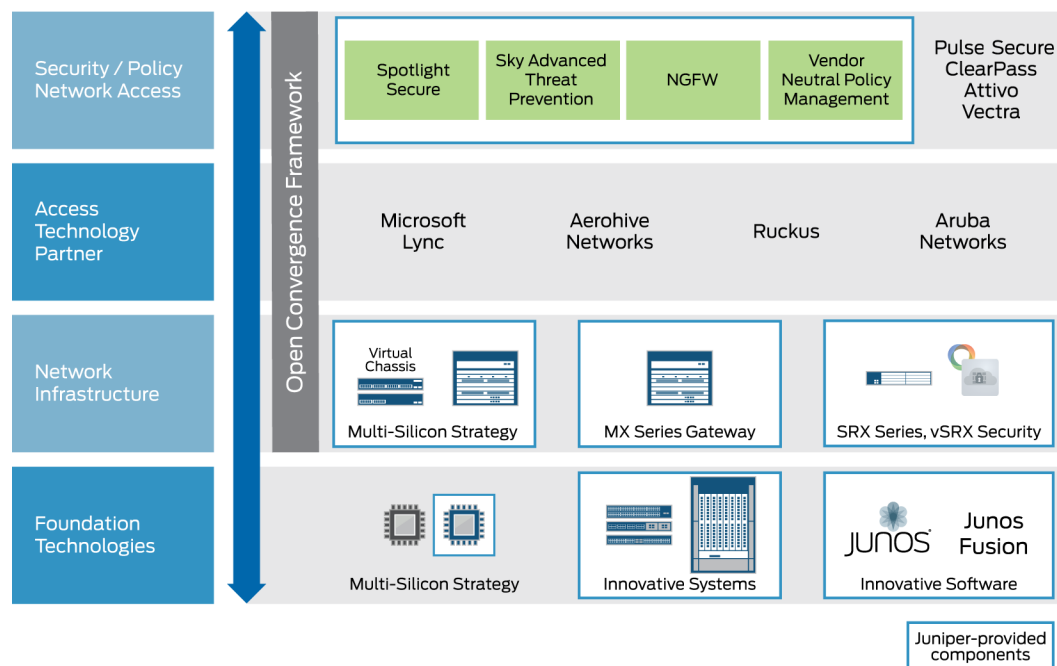 Security / Policy
Network Access
Open Convergence Framework
Spotlight
Secure
Sky Advanced
Threat
Prevention
NGFW
Vendor
Neutral Policy
Management
Pulse Secure
ClearPass
Attivo
Vectra
Access
Technology
Partner
Microsoft
Lync
Aerohive
Networks
Ruckus
Aruba
Networks
Network
Infrastructure
Virtual
Chassis
Multi-Silicon Strategy
MX Series Gateway
SRX Series, vSRX Security
Foundation
Technologies
Multi-Silicon Strategy
Innovative Systems
JUNOS®
Junos
Fusion
Innovative Software
Juniper-provided
components